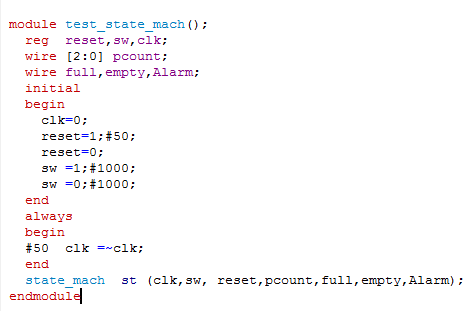 module test_state_mach();
reg reset,sw,clk;
wire [2:0] pcount;
wire full,empty,Alarm;
initial
begin
clk=0;
reset=1;#50;
reset=0;
sw =1;#1000;
sw =0;#1000;
end
always
begin
#50 clk =~clk;
end
state_mach st (clk,sw, reset,pcount,full,empty,Alarm);
endmodule